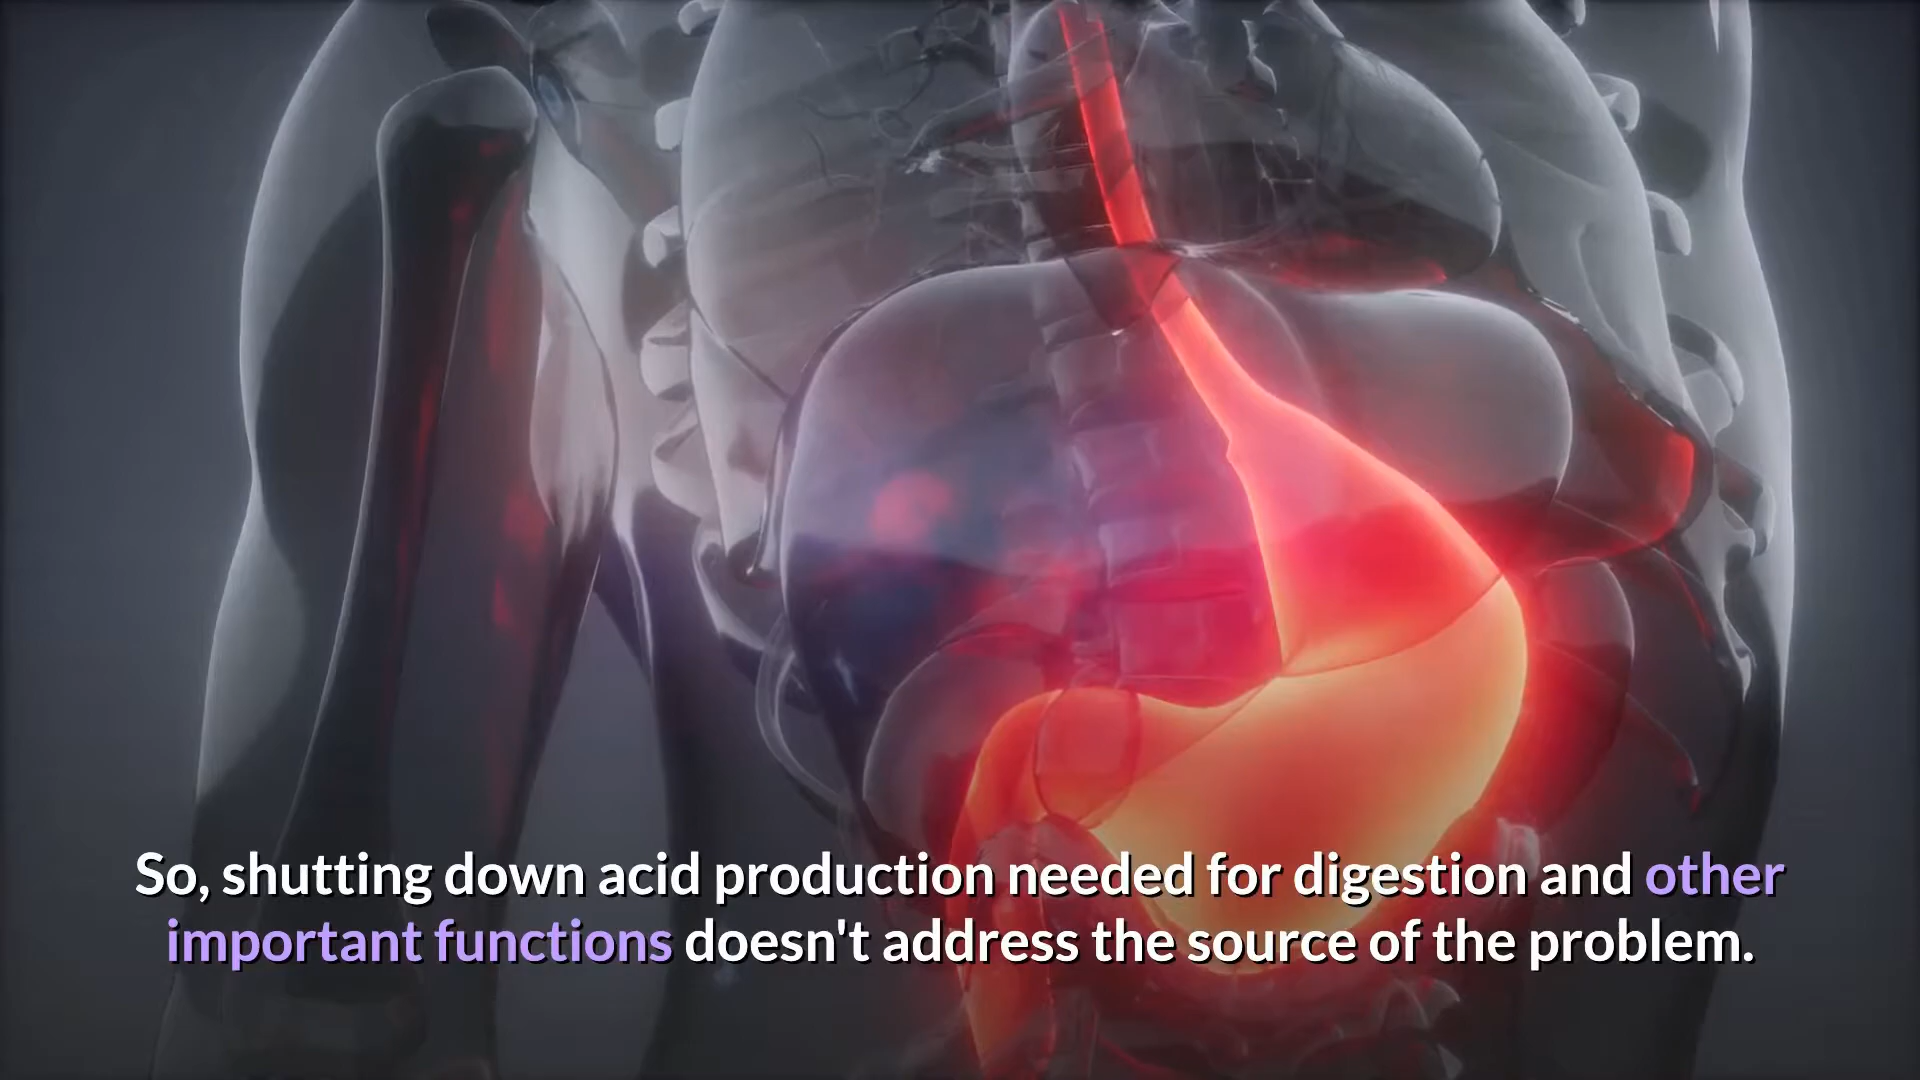 So, shutting down acid production needed for digestion and other
important functions doesn't address the source of the problem.